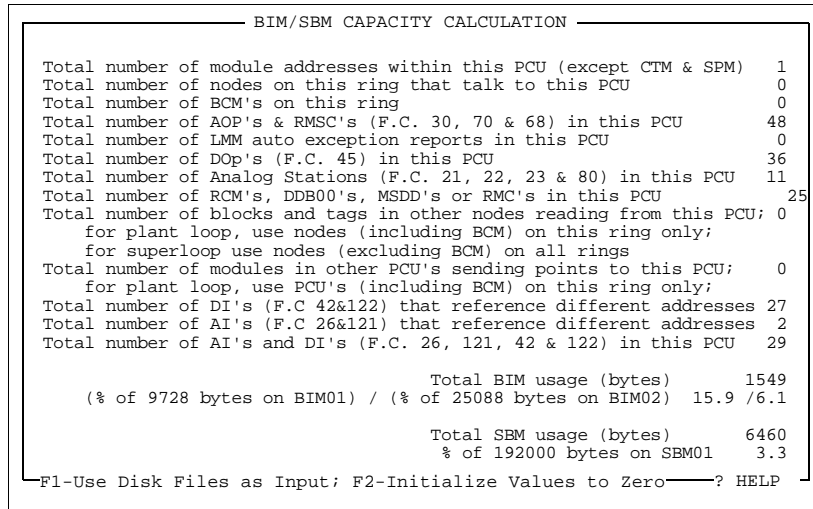 BIM/SBM CAPACITY CALCULATION
Total number of module addresses within this PCU (except CTM & SPM) 1
Total number of nodes on this ring that talk to this PCU 0
Total number of BCM's on this ring 0
Total number of AOP's & RMSC's (F.C. 30, 70 & 68) in this PCU 48
Total number of LMM auto exception reports in this PCU 0
Total number of DOp's (F.C. 45) in this PCU 36
Total number of Analog Stations (F.C. 21, 22, 23 & 80) in this PCU 11
Total number of RCM's, DDB00's, MSDD's or RMC's in this PCU 25
Total number of blocks and tags in other nodes reading from this PCU; 0
for plant loop, use nodes (including BCM) on this ring only;
for superloop use nodes (excluding BCM) on all rings
Total number of modules in other PCU's sending points to this PCU; 0
for plant loop, use PCU's (including BCM) on this ring only;
Total number of DI's (F.C 42&122) that reference different addresses 27
Total number of AI's (F.C 26&121) that reference different addresses 2
Total number of AI's and DI's (F.C. 26, 121, 42 & 122) in this PCU 29
Total BIM usage (bytes) 1549
(% of 9728 bytes on BIM01) / (% of 25088 bytes on BIM02) 15.9 /6.1
Total SBM usage (bytes) 6460
% of 192000 bytes on SBM01 3.3
F1-Use Disk Files as Input; F2-Initialize Values to Zero ? HELP